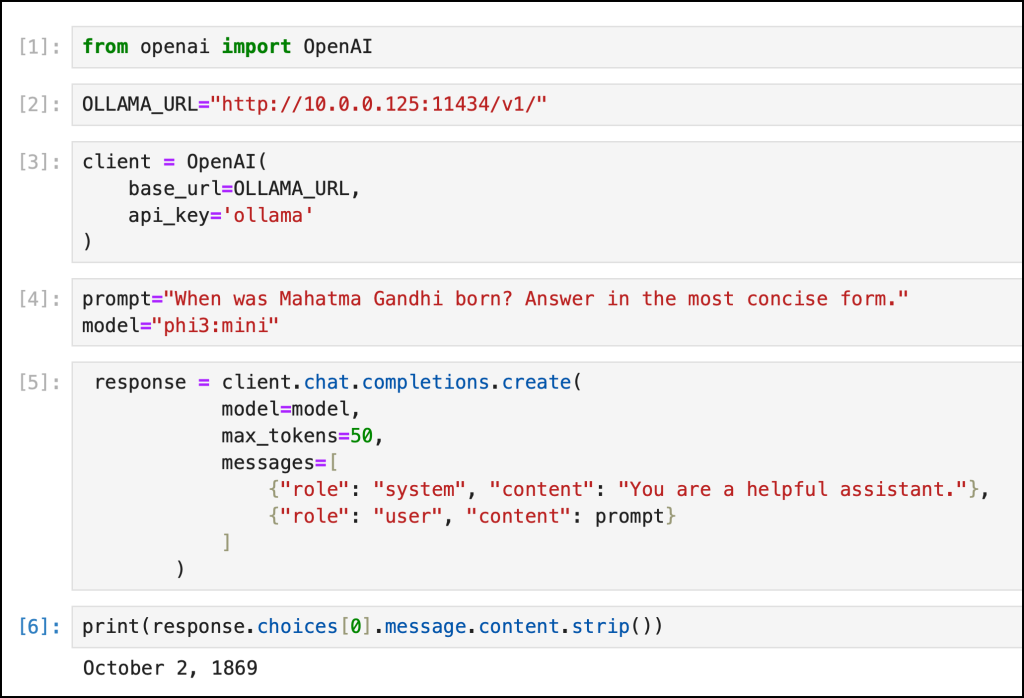 [1]: from openai import OpenAI
[2]: OLLAMA_URL="http://10.0.0.125:11434/v1/"
[3]: client = OpenAI(
    base_url=OLLAMA_URL,
    api_key='ollama'
)
[4]: prompt="When was Mahatma Gandhi born? Answer in the most concise form."
model="phi3:mini"
[5]: response = client.chat.completions.create(
            model=model,
            max_tokens=50,
            messages=[
                {"role": "system", "content": "You are a helpful assistant."},
                {"role": "user", "content": prompt}
            ]
        )
[6]: print(response.choices[0].message.content.strip())
October 2, 1869